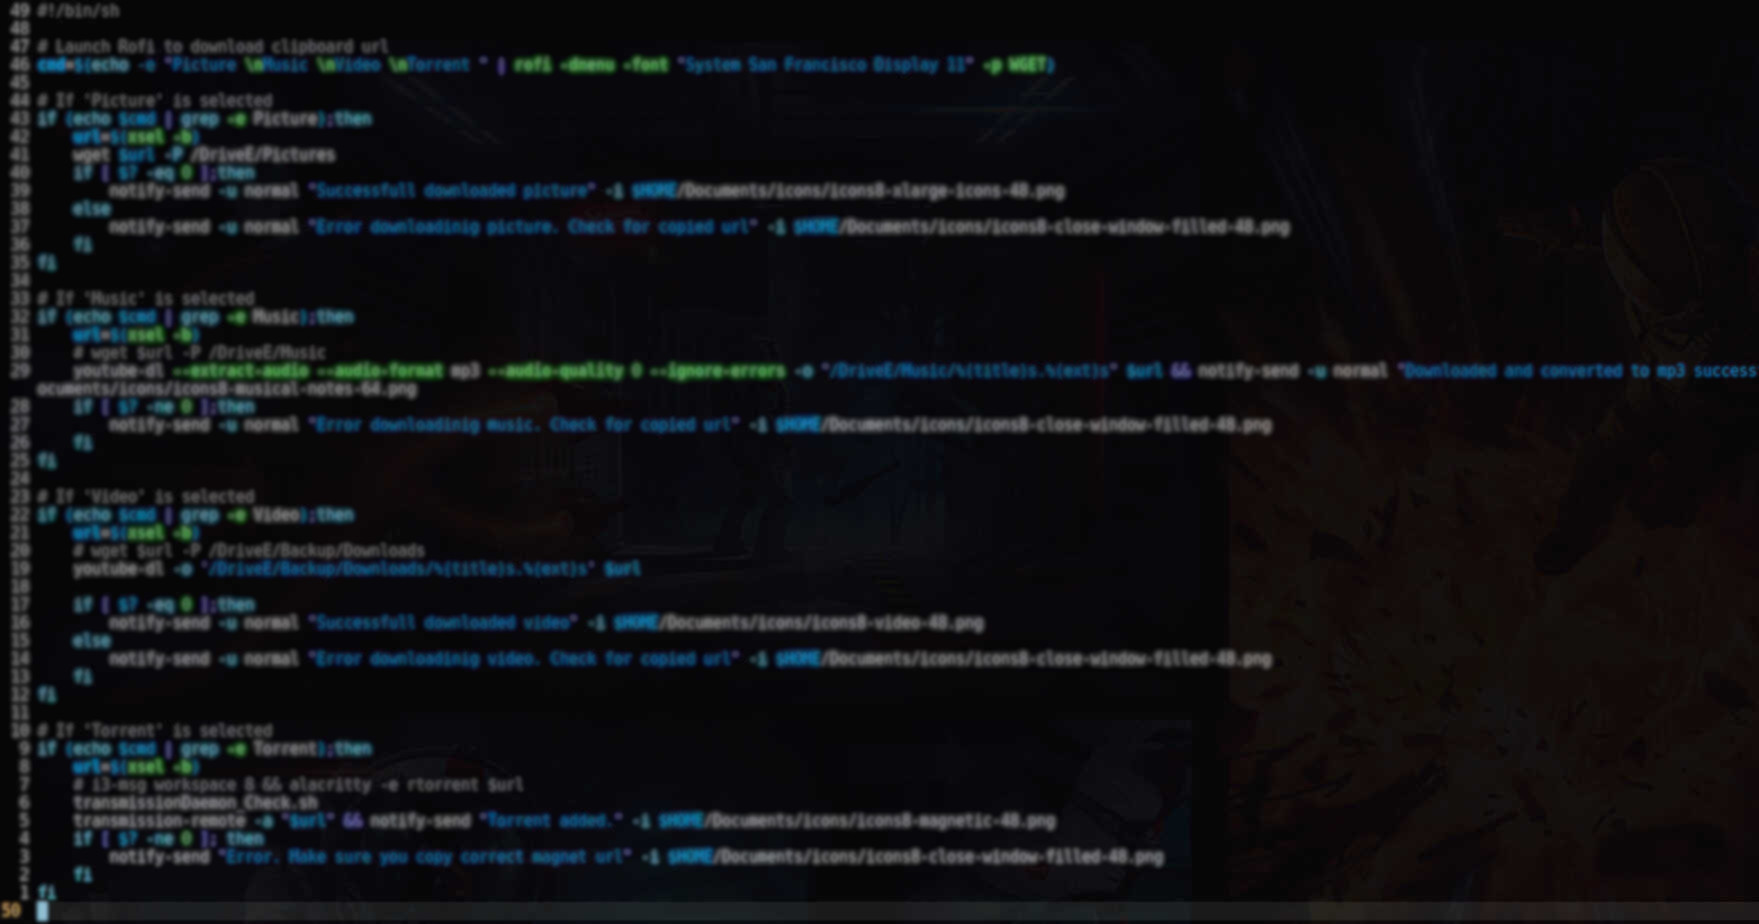 49 #!/bin/sh
48
47 # Launch Rofi to download clipboard url
46 cmd=$(echo -e "Picture \nMusic \nVideo \nTorrent " | rofi -dmenu -font "System San Francisco Display 11" -p WGET)
45
44 # If 'Picture' is selected
43 if (echo $cmd | grep -e Picture);then
42     url=$(xsel -b)
41     wget $url -P /DriveE/Pictures
40     if [ $? -eq 0 ];then
39         notify-send -u normal "Successfull downloaded picture" -i $HOME/Documents/icons/icons8-xlarge-icons-48.png
38     else
37         notify-send -u normal "Error downloadinig picture. Check for copied url" -i $HOME/Documents/icons/icons8-close-window-filled-48.png
36     fi
35 fi
34
33 # If 'Music' is selected
32 if (echo $cmd | grep -e Music);then
31     url=$(xsel -b)
30     # wget $url -P /DriveE/Music
29     youtube-dl --extract-audio --audio-format mp3 --audio-quality 0 --ignore-errors -o "/DriveE/Music/%(title)s.%(ext)s" $url && notify-send -u normal "Downloaded and converted to mp3 success
ocuments/icons/icons8-musical-notes-64.png
28     if [ $? -ne 0 ];then
27         notify-send -u normal "Error downloadinig music. Check for copied url" -i $HOME/Documents/icons/icons8-close-window-filled-48.png
26     fi
25 fi
24
23 # If 'Video' is selected
22 if (echo $cmd | grep -e Video);then
21     url=$(xsel -b)
20     # wget $url -P /DriveE/Backup/Downloads
19     youtube-dl -o '/DriveE/Backup/Downloads/%(title)s.%(ext)s' $url
18
17     if [ $? -eq 0 ];then
16         notify-send -u normal "Successfull downloaded video" -i $HOME/Documents/icons/icons8-video-48.png
15     else
14         notify-send -u normal "Error downloadinig video. Check for copied url" -i $HOME/Documents/icons/icons8-close-window-filled-48.png
13     fi
12 fi
11
10 # If 'Torrent' is selected
9 if (echo $cmd | grep -e Torrent);then
8     url=$(xsel -b)
7     # i3-msg workspace 8 && alacritty -e rtorrent $url
6     transmissionDaemon_Check.sh
5     transmission-remote -a "$url" && notify-send "Torrent added." -i $HOME/Documents/icons/icons8-magnetic-48.png
4     if [ $? -ne 0 ]; then
3         notify-send "Error. Make sure you copy correct magnet url" -i $HOME/Documents/icons/icons8-close-window-filled-48.png
2     fi
1 fi
50